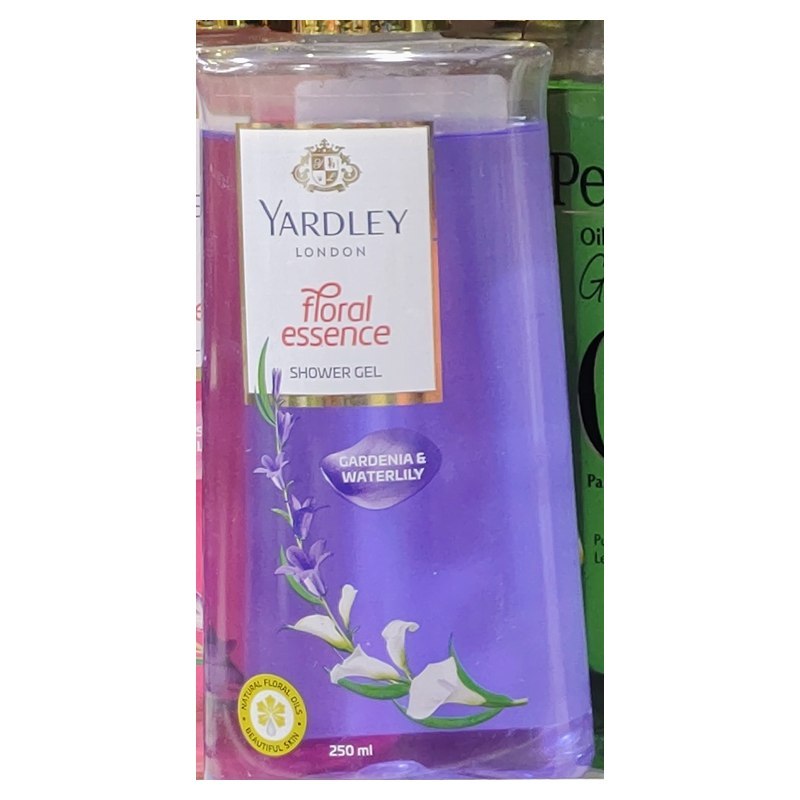 YARDLEY
LONDON
floral
essence
SHOWER GEL
GARDENIA &
WATERLILY
NATURAL FLORAL OILS
BEAUTIFUL SKIN
250 ml
Pe
Oil
G
Pa
Pu
Le